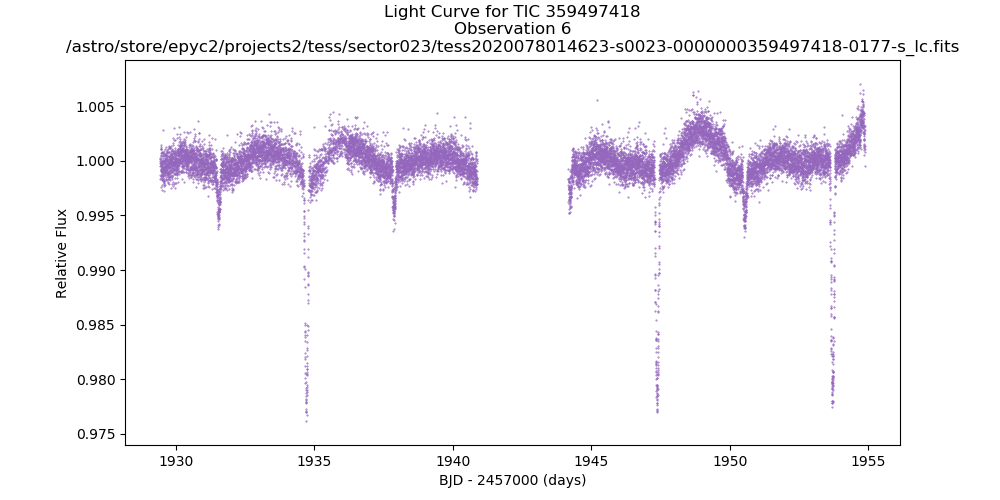 Light Curve for TIC 359497418
Observation 6
/astro/store/epyc2/projects2/tess/sector023/tess2020078014623-s0023-0000000359497418-0177-s_lc.fits
1.005
1.000
0.995
0.990
0.985
0.980
0.975
Relative Flux
1930
1935
1940
1945
1950
1955
BJD - 2457000 (days)